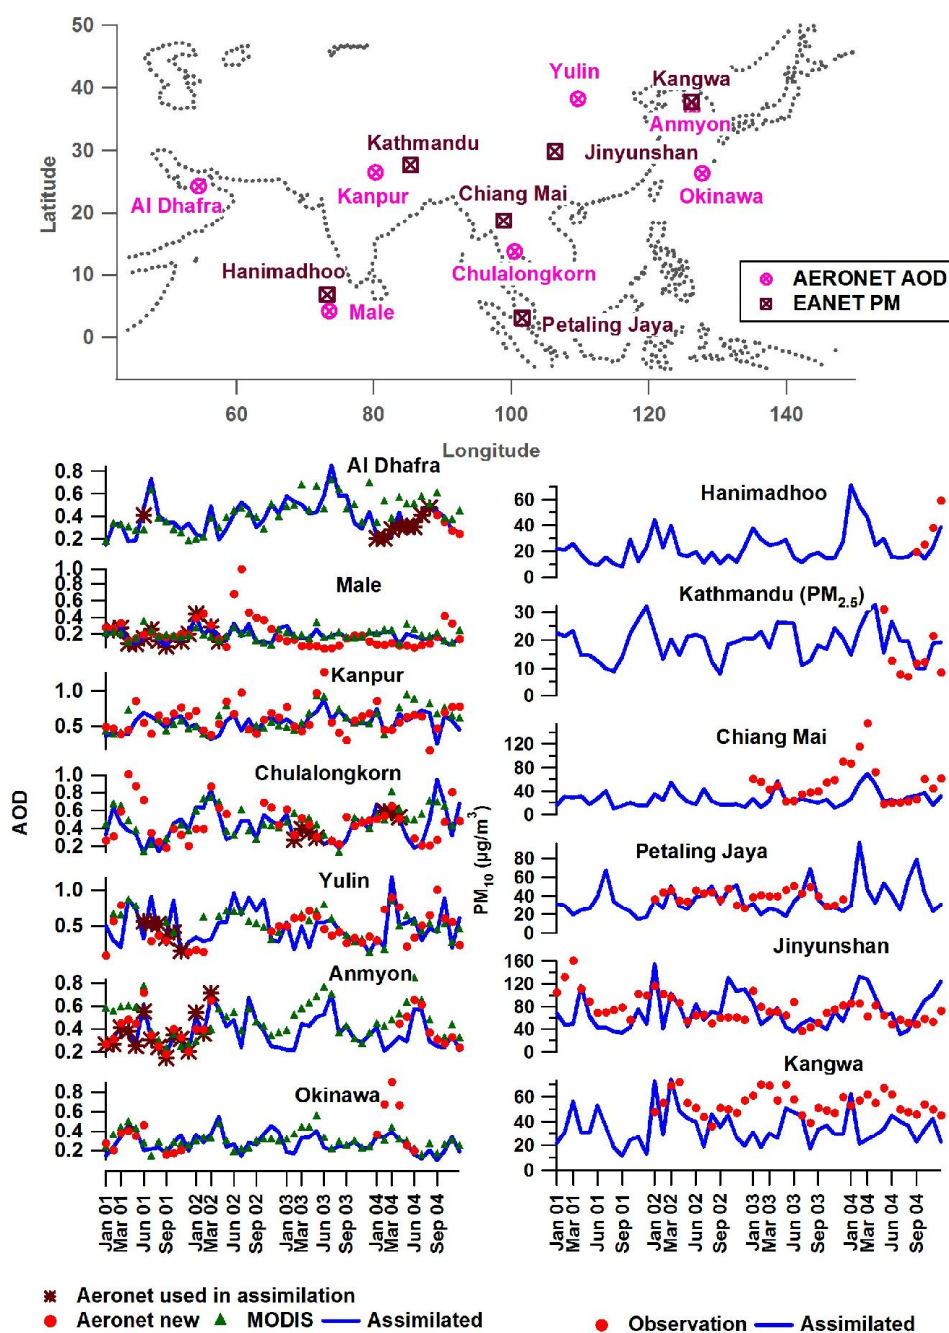 50
40
30
20
10
0
Latitude
Yulin
Kangwa
Anmyon
Kathmandu
Jinyunshan
Kanpur
Chiang Mai
Okinawa
Al Dhafra
Chulalongkorn
Hanimadhoo
Male
Petaling Jaya
AERONET AOD
EANET PM
60 80 100 120 140
Longitude
AOD
Al Dhafra
0.8
0.6
0.4
0.2
Male
1.0
0.8
0.6
0.4
0.2
Kanpur
1.0
0.5
Chulalongkorn
1.0
0.8
0.6
0.4
0.2
Yulin
1.0
0.5
Anmyon
0.8
0.6
0.4
0.2
Okinawa
0.8
0.6
0.4
0.2
Jan 01
Mar 01
Jun 01
Sep 01
Jan 02
Mar 02
Jun 02
Sep 02
Jan 03
Mar 03
Jun 03
Sep 03
Jan 04
Mar 04
Jun 04
Sep 04
PM10 (µg/m3)
Hanimadhoo
60
40
20
0
Kathmandu (PM2.5)
30
20
10
0
Chiang Mai
120
80
40
0
Petaling Jaya
80
60
40
20
0
Jinyunshan
160
120
80
40
0
Kangwa
60
40
20
0
Jan 01
Mar 01
Jun 01
Sep 01
Jan 02
Mar 02
Jun 02
Sep 02
Jan 03
Mar 03
Jun 03
Sep 03
Jan 04
Mar 04
Jun 04
Sep 04
Aeronet used in assimilation
Aeronet new MODIS Assimilated
Observation Assimilated